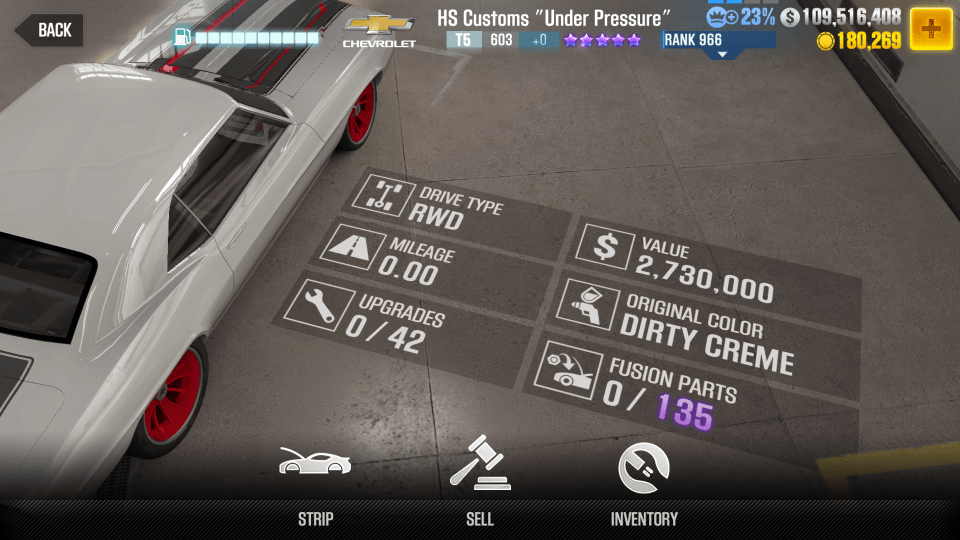 BACK
CHEVROLET
HS Customs "Under Pressure"
T5 603 +0
RANK 966
23% $ 109,516,408
180,269
DRIVE TYPE
RWD
MILEAGE
0.00
UPGRADES
0 / 42
$ VALUE
2,730,000
ORIGINAL COLOR
DIRTY CREME
FUSION PARTS
0 / 135
STRIP
SELL
INVENTORY